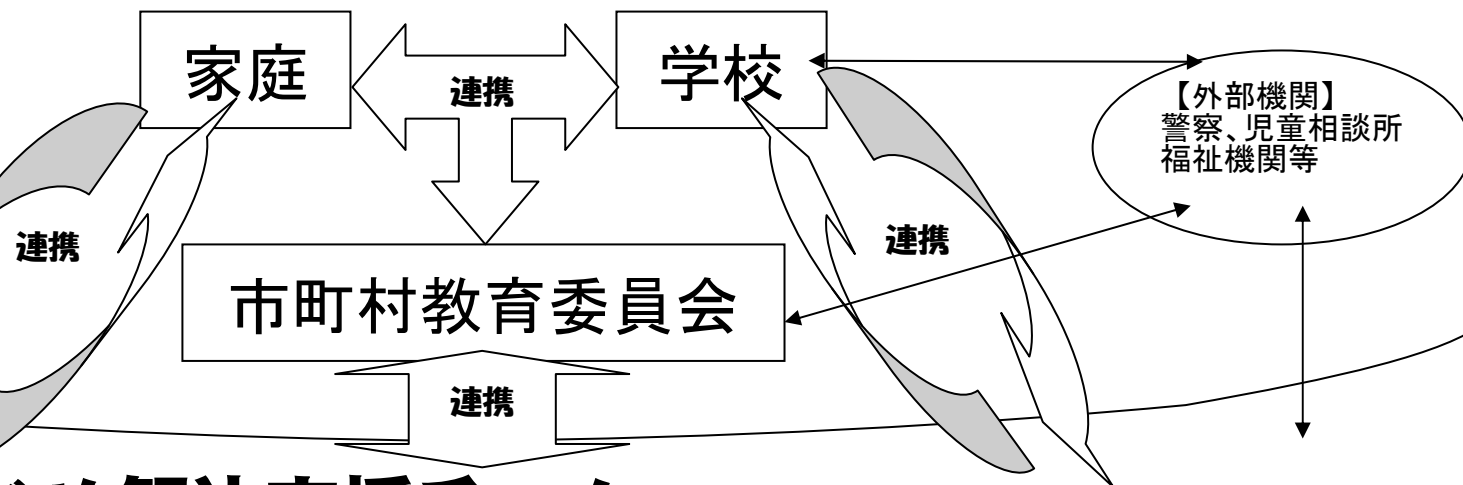 家庭
連携
学校
【外部機関】
警察、児童相談所
福祉機関等
連携
連携
市町村教育委員会
連携